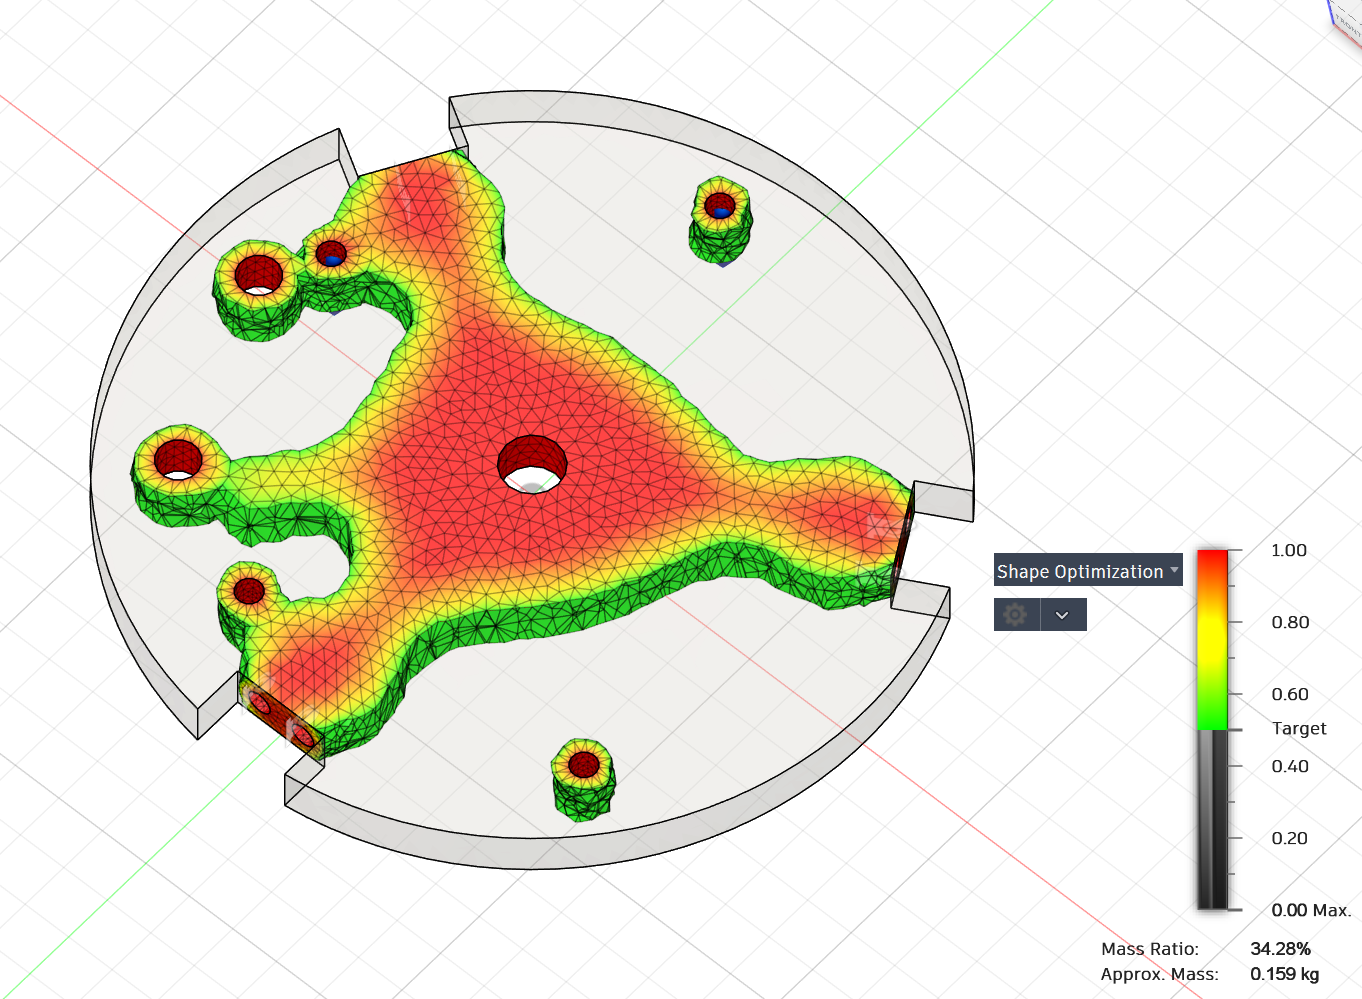 FRONT
Shape Optimization
1.00
0.80
0.60
Target
0.40
0.20
0.00 Max.
Mass Ratio: 34.28%
Approx. Mass: 0.159 kg